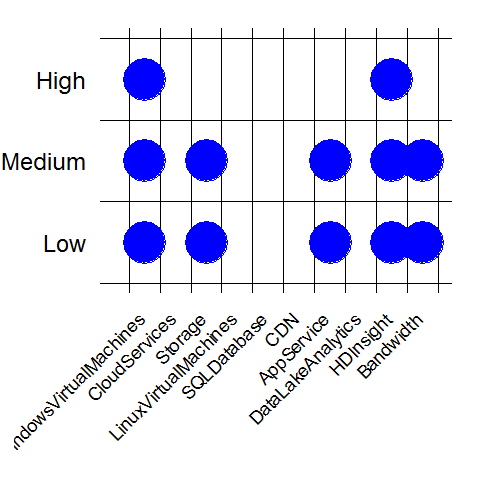 High
Medium
Low
ndowsVirtualMachines
CloudServices
Storage
LinuxVirtualMachines
SQLDatabase
CDN
AppService
DataLakeAnalytics
HDInsight
Bandwidth